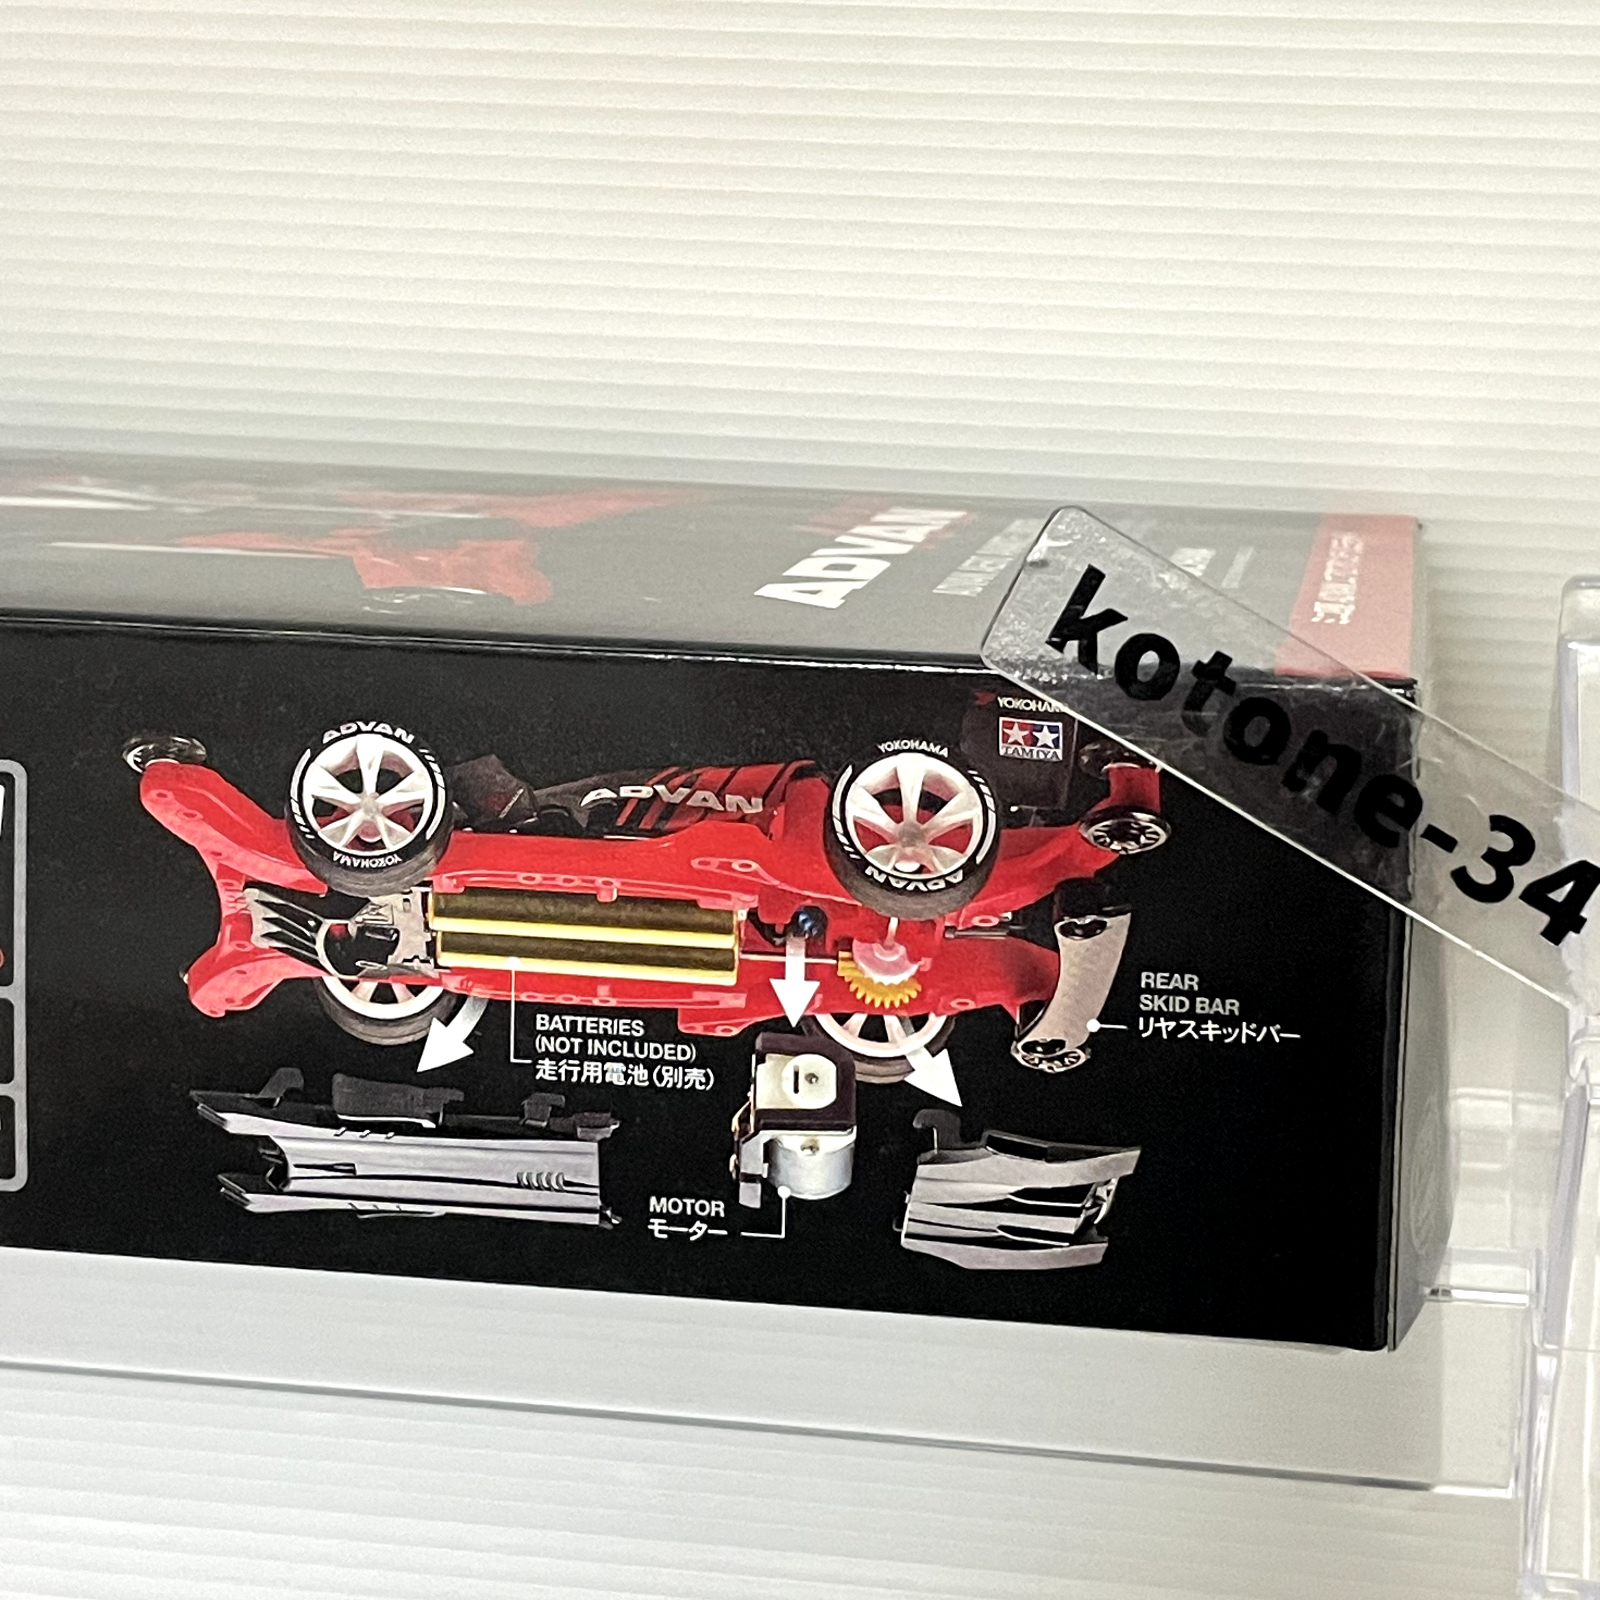 ADVAN
kotone-34
YOKOHAMA
TAMIYA
ADVAN
YOKOHAMA
ADVAN
YOKOHAMA
ADVAN
REAR
SKID BAR
リヤスキッドバー
BATTERIES
(NOT INCLUDED)
走行用電池(別売)
MOTOR
モーター